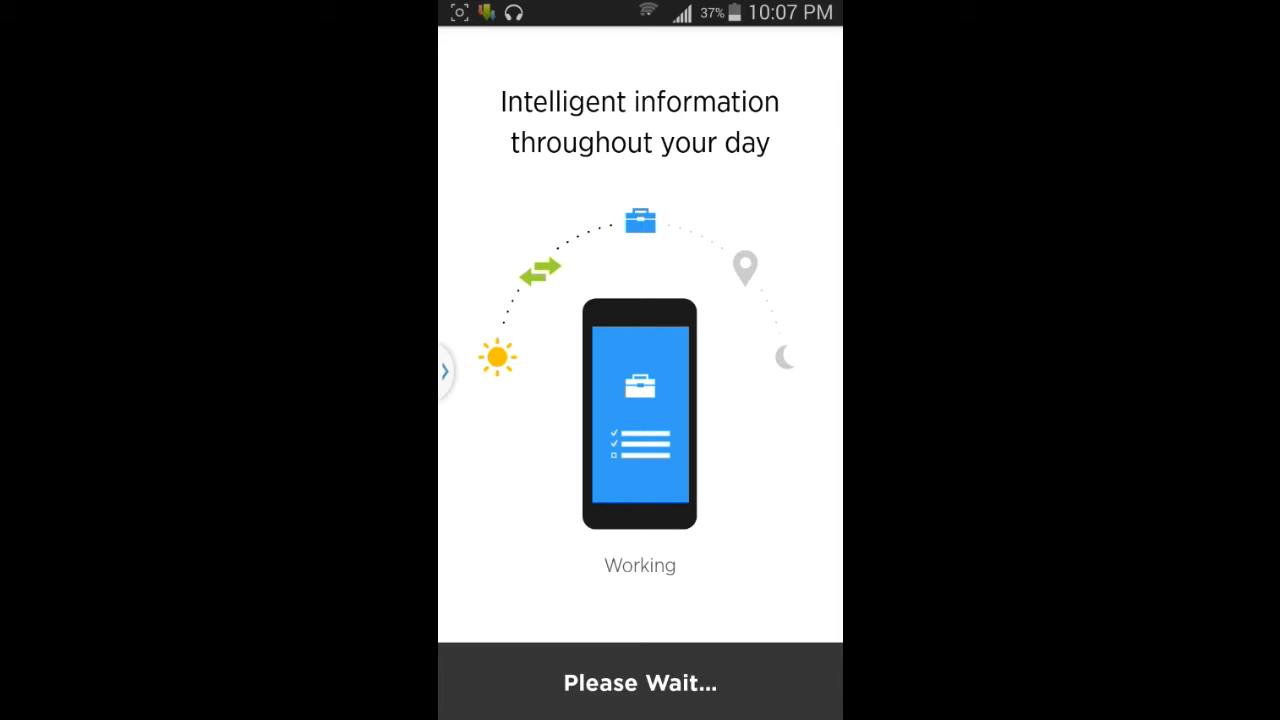 37% 10:07 PM
Intelligent information
throughout your day
Working
Please Wait...